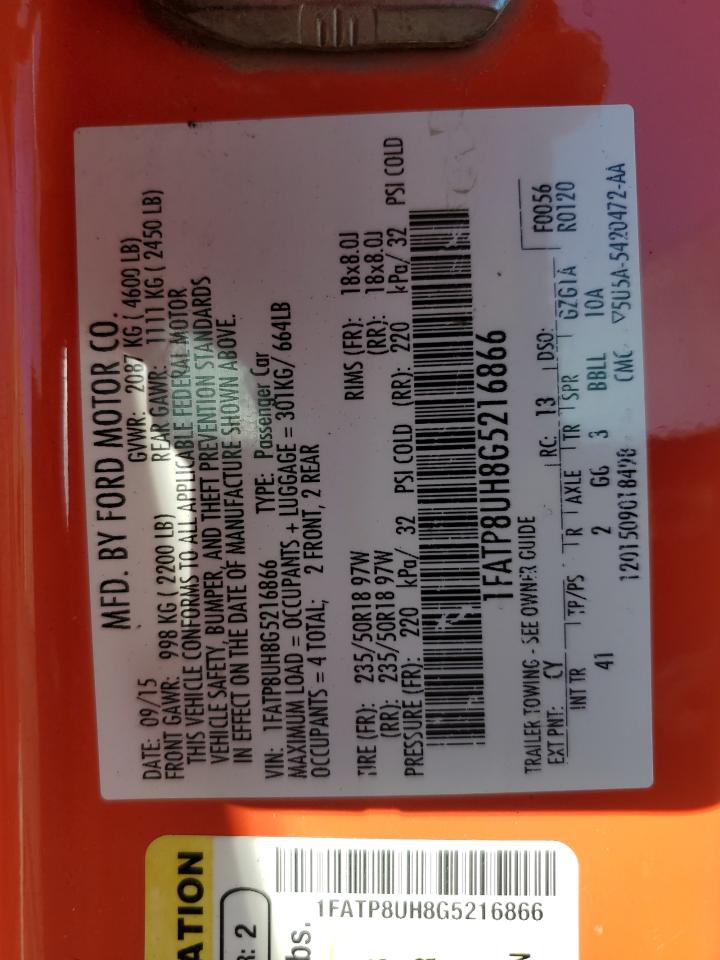 MFD. BY FORD MOTOR CO.
DATE: 09/15 GVWR: 2087 KG ( 4600 LB)
FRONT GAWR: 998 KG ( 2200 LB) REAR GAWR: 1111 KG ( 2450 LB)
THIS VEHICLE CONFORMS TO ALL APPLICABLE FEDERAL MOTOR
VEHICLE SAFETY, BUMPER, AND THEFT PREVENTION STANDARDS
IN EFFECT ON THE DATE OF MANUFACTURE SHOWN ABOVE.
VIN: 1FATP8UH8G5216866 TYPE: Passenger Car
MAXIMUM LOAD = OCCUPANTS + LUGGAGE = 301KG/ 664LB
OCCUPANTS = 4 TOTAL; 2 FRONT, 2 REAR
TIRE (FR): 235/50R18 97W RIMS (FR): 18x8.0J
(RR): 235/50R18 97W (RR): 18x8.0J
PRESSURE (FR): 220 kPa/ 32 PSI COLD (RR): 220 kPa/ 32 PSI COLD
1FATP8UH8G5216866
TRAILER TOWING - SEE OWNER GUIDE
EXT PNT: CY RC: 13 DSO: F0056
INT TR TP/PS R AXLE TR SPR GZG1A R0120
41 2 GG 3 BBLL 10A
1201509018498 CMC ▽5U5A-5420472-AA
ATION
R: 2
bs.
1FATP8UH8G5216866